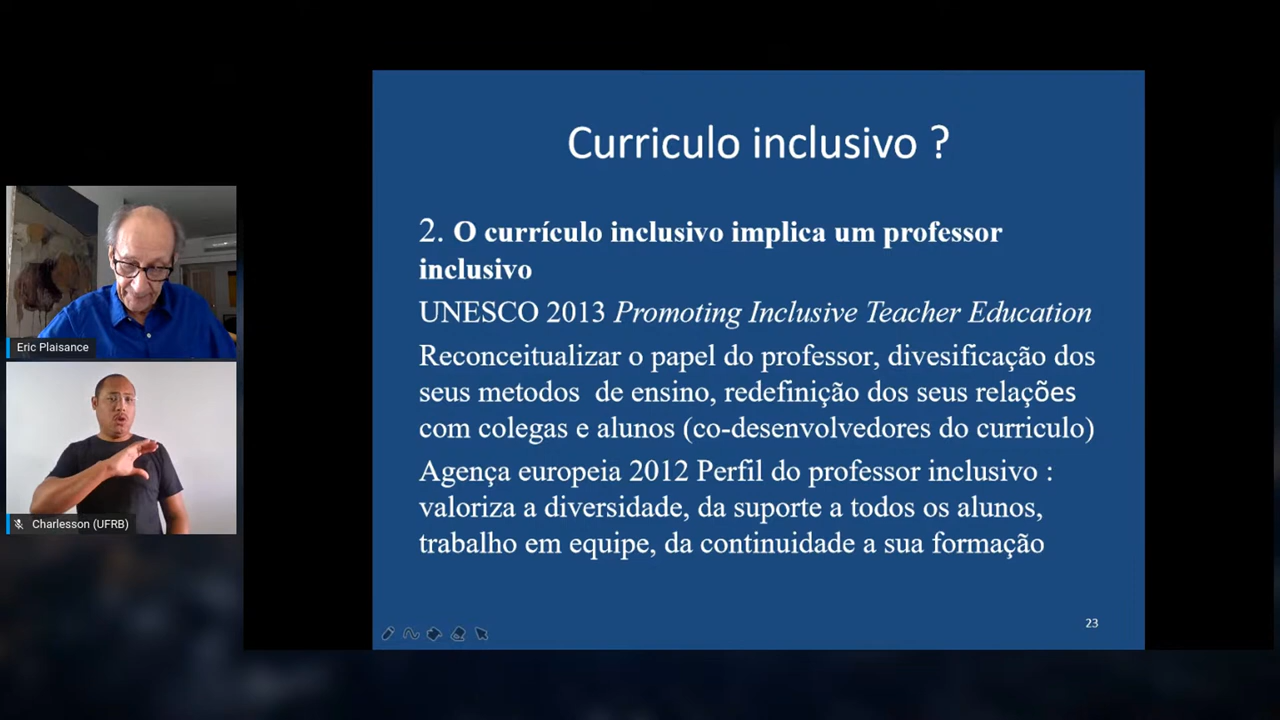 Curriculo inclusivo ?
2. O currículo inclusivo implica um professor
inclusivo
UNESCO 2013 Promoting Inclusive Teacher Education
Reconceitualizar o papel do professor, divesificação dos
seus metodos de ensino, redefinição dos seus relações
com colegas e alunos (co-desenvolvedores do curriculo)
Agença europeia 2012 Perfil do professor inclusivo :
valoriza a diversidade, da suporte a todos os alunos,
trabalho em equipe, da continuidade a sua formação
23
Eric Plaisance
Charlesson (UFRB)